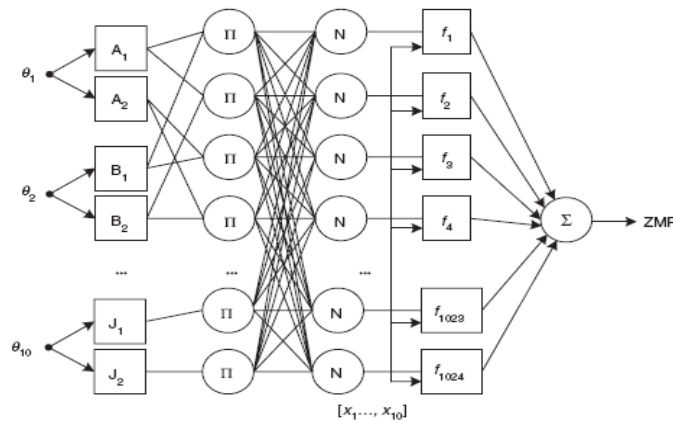 θ1 A1 Π N f1
A2 Π N f2
θ2 B1 Π N f3
B2 Π N f4 Σ ZMP
... ... ...
J1 Π N f1023
θ10 J2 Π N f1024
[x1..., x10]